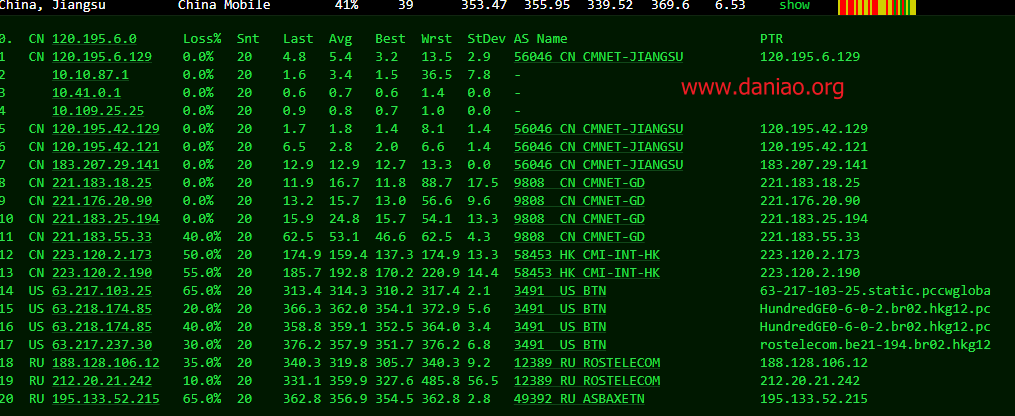 China, Jiangsu China Mobile 41% 39 353.47 355.95 339.52 369.6 6.53 show
0. CN 120.195.6.0 Loss% Snt Last Avg Best Wrst StDev AS Name PTR
1 CN 120.195.6.129 0.0% 20 4.8 5.4 3.2 13.5 2.9 56046 CN CMNET-JIANGSU 120.195.6.129
2 10.10.87.1 0.0% 20 1.6 3.4 1.5 36.5 7.8 -
www.daniao.org
3 10.41.0.1 0.0% 20 0.6 0.7 0.6 1.4 0.0 -
4 10.109.25.25 0.0% 20 0.9 0.8 0.7 1.0 0.0 -
5 CN 120.195.42.129 0.0% 20 1.7 1.8 1.4 8.1 1.4 56046 CN CMNET-JIANGSU 120.195.42.129
6 CN 120.195.42.121 0.0% 20 6.5 2.8 2.0 6.6 1.4 56046 CN CMNET-JIANGSU 120.195.42.121
7 CN 183.207.29.141 0.0% 20 12.9 12.9 12.7 13.3 0.0 56046 CN CMNET-JIANGSU 183.207.29.141
8 CN 221.183.18.25 0.0% 20 11.9 16.7 11.8 88.7 17.5 9808 CN CMNET-GD 221.183.18.25
9 CN 221.176.20.90 0.0% 20 13.2 15.7 13.0 56.6 9.6 9808 CN CMNET-GD 221.176.20.90
10 CN 221.183.25.194 0.0% 20 15.9 24.8 15.7 54.1 13.3 9808 CN CMNET-GD 221.183.25.194
11 CN 221.183.55.33 40.0% 20 62.5 53.1 46.6 62.5 4.3 9808 CN CMNET-GD 221.183.55.33
12 CN 223.120.2.173 50.0% 20 174.9 159.4 137.3 174.9 13.3 58453 HK CMI-INT-HK 223.120.2.173
13 CN 223.120.2.190 55.0% 20 185.7 192.8 170.2 220.9 14.4 58453 HK CMI-INT-HK 223.120.2.190
14 US 63.217.103.25 65.0% 20 313.4 314.3 310.2 317.4 2.1 3491 US BTN 63-217-103-25.static.pccwgloba
15 US 63.218.174.85 20.0% 20 366.3 362.0 354.1 372.9 5.6 3491 US BTN HundredGE0-6-0-2.br02.hkg12.pc
16 US 63.218.174.85 40.0% 20 358.8 359.1 352.5 364.0 3.4 3491 US BTN HundredGE0-6-0-2.br02.hkg12.pc
17 US 63.217.237.30 30.0% 20 376.2 357.9 351.7 376.2 6.8 3491 US BTN rostelecom.be21-194.br02.hkg12
18 RU 188.128.106.12 35.0% 20 340.3 319.8 305.7 340.3 9.2 12389 RU ROSTELECOM 188.128.106.12
19 RU 212.20.21.242 10.0% 20 331.1 359.9 327.6 485.8 56.5 12389 RU ROSTELECOM 212.20.21.242
20 RU 195.133.52.215 65.0% 20 362.8 356.9 354.5 362.8 2.8 49392 RU ASBAXETN 195.133.52.215